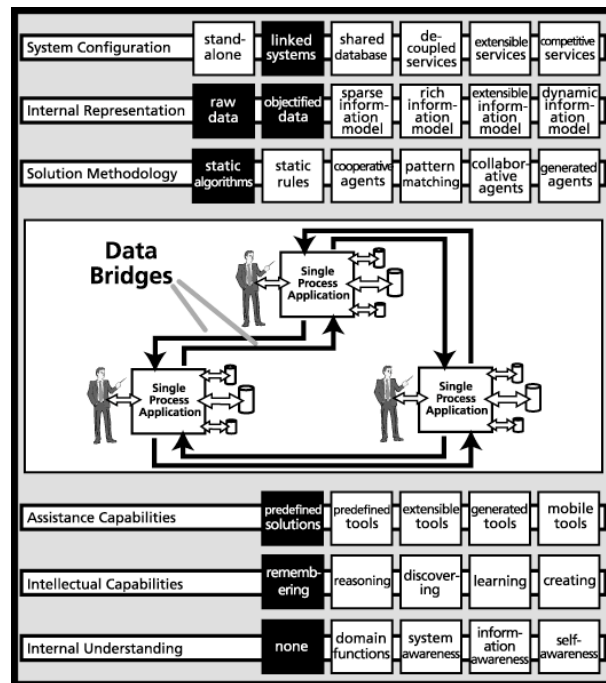 System Configuration
stand-
alone
linked
systems
shared
database
de-
coupled
services
extensible
services
competitive
services
Internal Representation
raw
data
objectified
data
sparse
inform-
ation
model
rich
inform-
ation
model
extensible
inform-
ation
model
dynamic
inform-
ation
model
Solution Methodology
static
algorithms
static
rules
cooperative
agents
pattern
matching
collabor-
ative
agents
generated
agents
Data
Bridges
Single
Process
Application
Single
Process
Application
Single
Process
Application
Assistance Capabilities
predefined
solutions
predefined
tools
extensible
tools
generated
tools
mobile
tools
Intellectual Capabilities
rememb-
ering
reasoning
discover-
ing
learning
creating
Internal Understanding
none
domain
functions
system
awareness
inform-
ation
awareness
self-
awareness